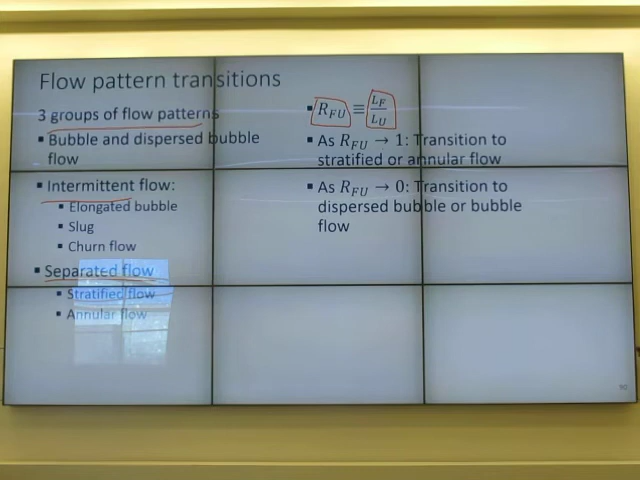 Flow pattern transitions
3 groups of flow patterns
▪ Bubble and dispersed bubble
flow
▪ Intermittent flow:
▪ Elongated bubble
▪ Slug
▪ Churn flow
▪ Separated flow
▪ Stratified flow
▪ Annular flow
▪ R_FU ≡ L_F/L_U
▪ As R_FU → 1: Transition to
stratified or annular flow
▪ As R_FU → 0: Transition to
dispersed bubble or bubble
flow